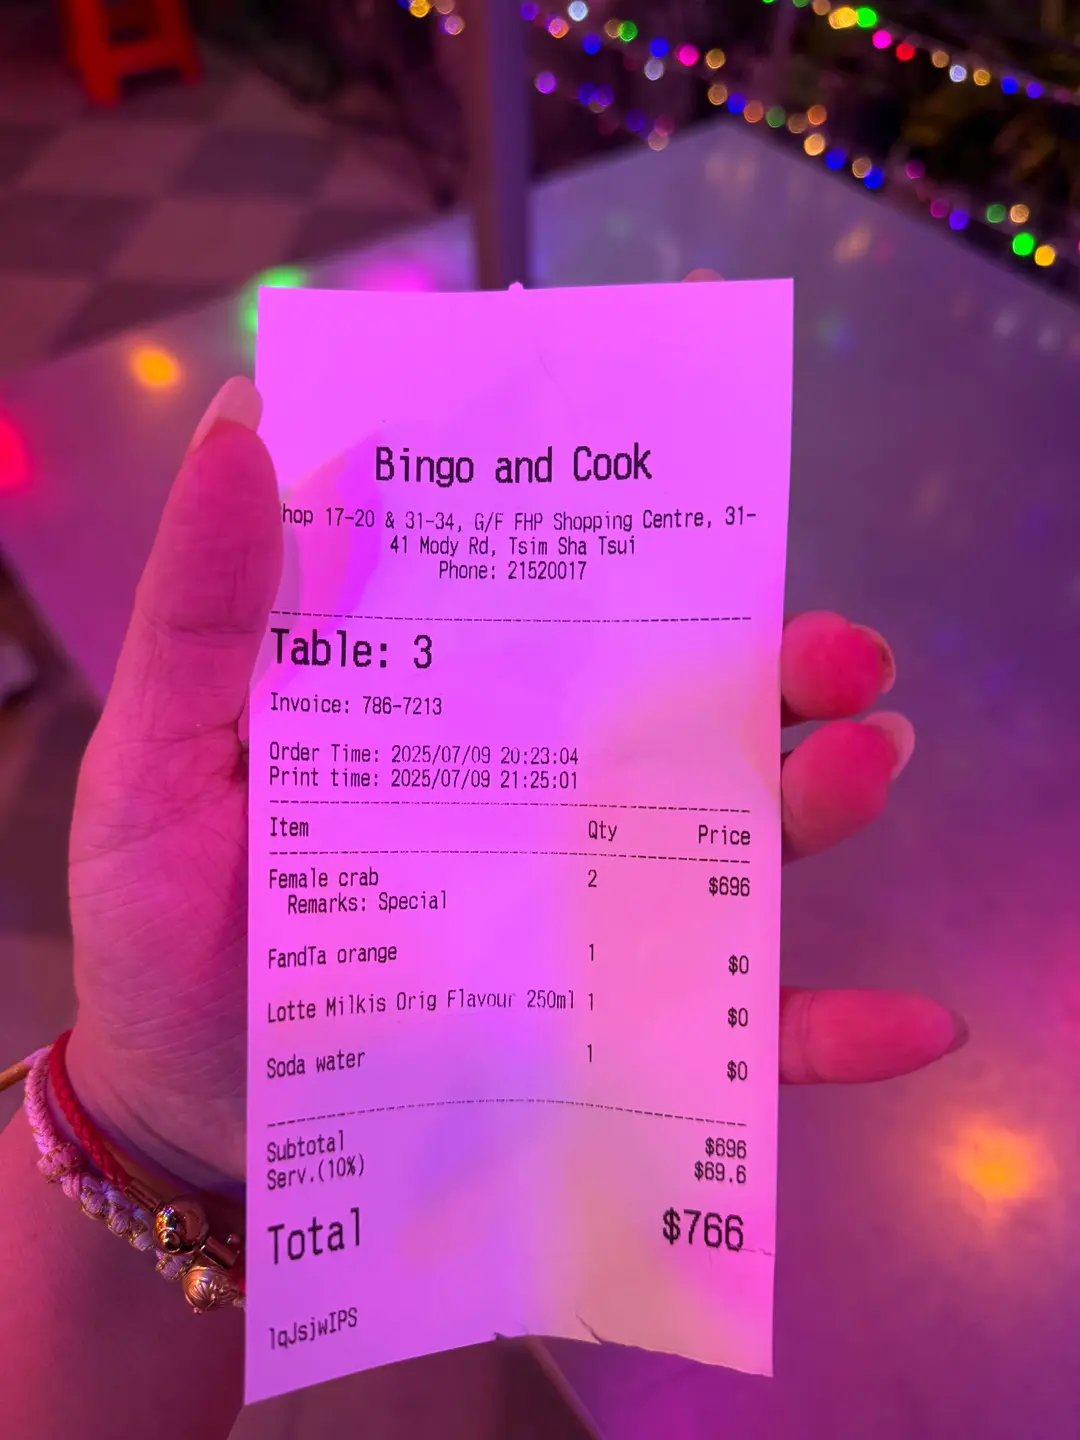 Bingo and Cook
hop 17-20 & 31-34, G/F FHP Shopping Centre, 31-
41 Mody Rd, Tsim Sha Tsui
Phone: 21520017
Table: 3
Invoice: 786-7213
Order Time: 2025/07/09 20:23:04
Print time: 2025/07/09 21:25:01
Item Qty Price
Female crab 2 $696
Remarks: Special
FandTa orange 1 $0
Lotte Milkis Orig Flavour 250ml 1 $0
Soda water 1 $0
Subtotal $696
Serv.(10%) $69.6
Total $766
lqJsjwIPS